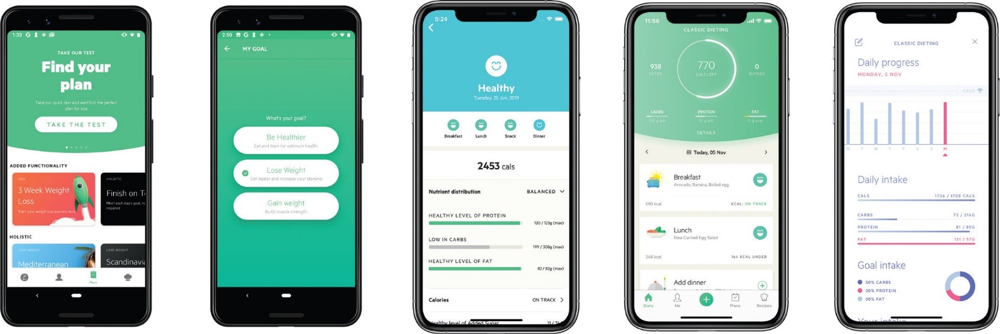 1:33
TAKE OUR TEST
Find your
plan
Take our quick test and we'll find the perfect
plan for you
TAKE THE TEST
ADDED FUNCTIONALITY
NEW
3 Week Weight
Loss
Start your weight loss journey here
HOLISTIC
Finish on T
Meet each day's goal, no
required
HOLISTIC
LOSE WEIGHT
Mediterranean
LOSE WEIGHT
Scandinavia
Plans
2:50
MY GOAL
What's your goal?
Be Healthier
Eat and train for optimum health.
Lose Weight
Get leaner and increase your stamina
Gain weight
Build muscle strength
5:24
Healthy
Tuesday, 25 Jun, 2019
Breakfast Lunch Snack Dinner
2453 cals
Nutrient distribution BALANCED
HEALTHY LEVEL OF PROTEIN
120 / 123g (max)
LOW IN CARBS
199 / 308g (max)
HEALTHY LEVEL OF FAT
82 / 82g (max)
Calories ON TRACK
Healthy level of Added Sugar 11 / 31
11:56
CLASSIC DIETING
938 770 0
EATEN CALS LEFT BURNED
CARBS PROTEIN FAT
170 g left 51 g left 11 g over
DETAILS
Today, 05 Nov
Breakfast
Avocado, Banana, Boiled egg
590 kcal KCAL: ON TRACK
Lunch
New Curried Egg Salad
348 kcal 164 KCAL UNDER
Add dinner
Diary Me Plans Recipes
CLASSIC DIETING
Daily progress
MONDAY, 5 NOV
CALS
M T W T F S S M
Daily intake
CALS 1706 / 1708 CALS
CARBS 72 / 214G
PROTEIN 81 / 85G
FAT 121 / 57G
Goal intake
50% CARBS
20% PROTEIN
30% FAT
Your intake